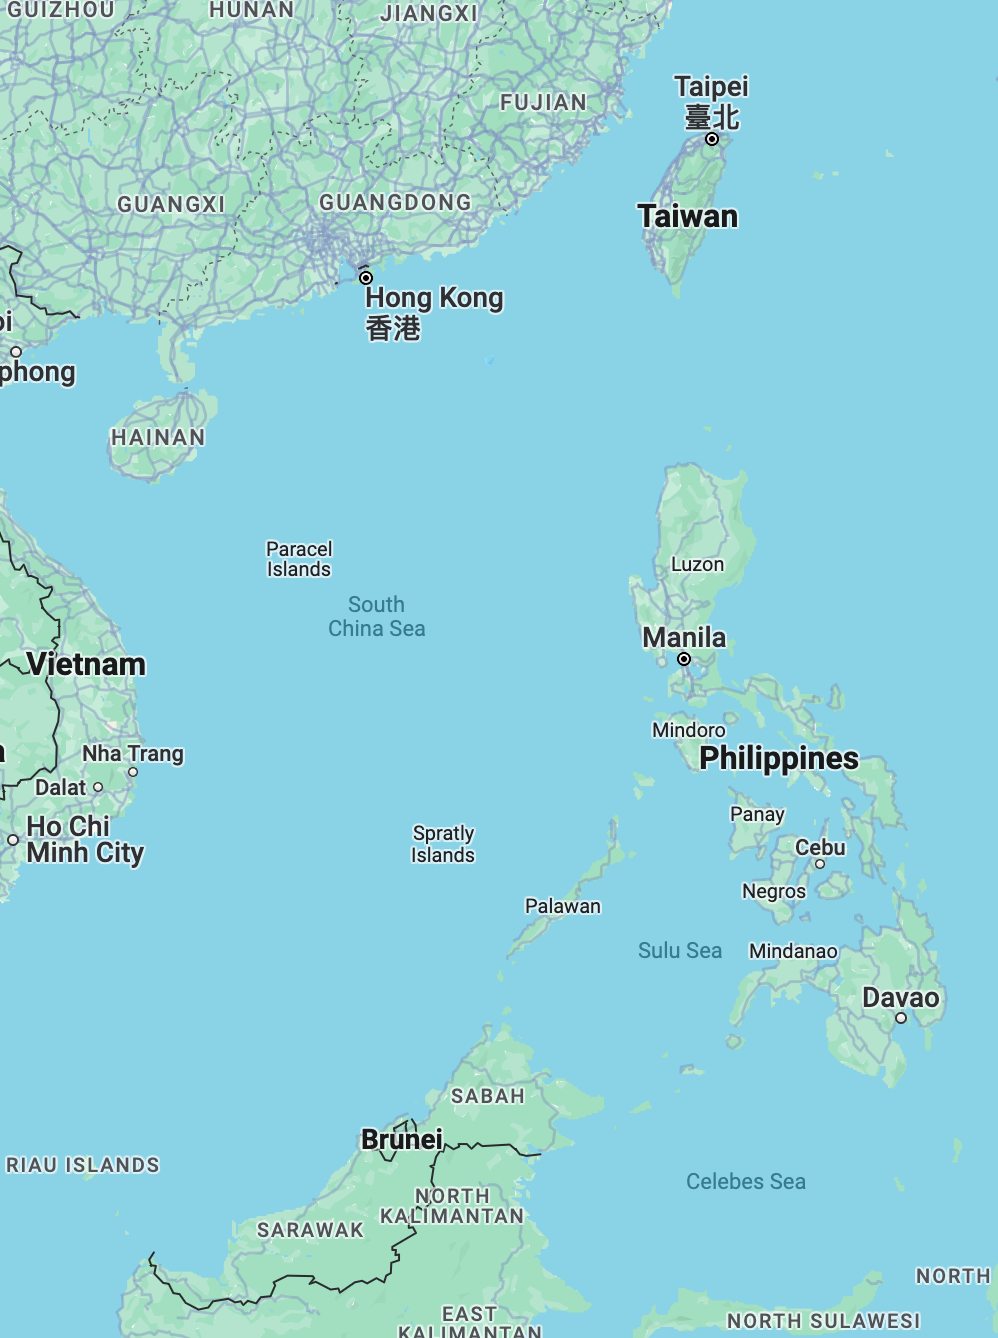 GUIZHOU
HUNAN
JIANGXI
Taipei
臺北
FUJIAN
GUANGXI
GUANGDONG
Taiwan
Hong Kong
香港
oi
phong
HAINAN
Paracel
Islands
South
China Sea
Luzon
Manila
Vietnam
Mindoro
Philippines
Nha Trang
Dalat
Ho Chi
Minh City
a
Spratly
Islands
Panay
Cebu
Negros
Palawan
Sulu Sea
Mindanao
Davao
SABAH
Brunei
RIAU ISLANDS
Celebes Sea
NORTH
KALIMANTAN
SARAWAK
NORTH
EAST
KALIMANTAN
NORTH SULAWESI